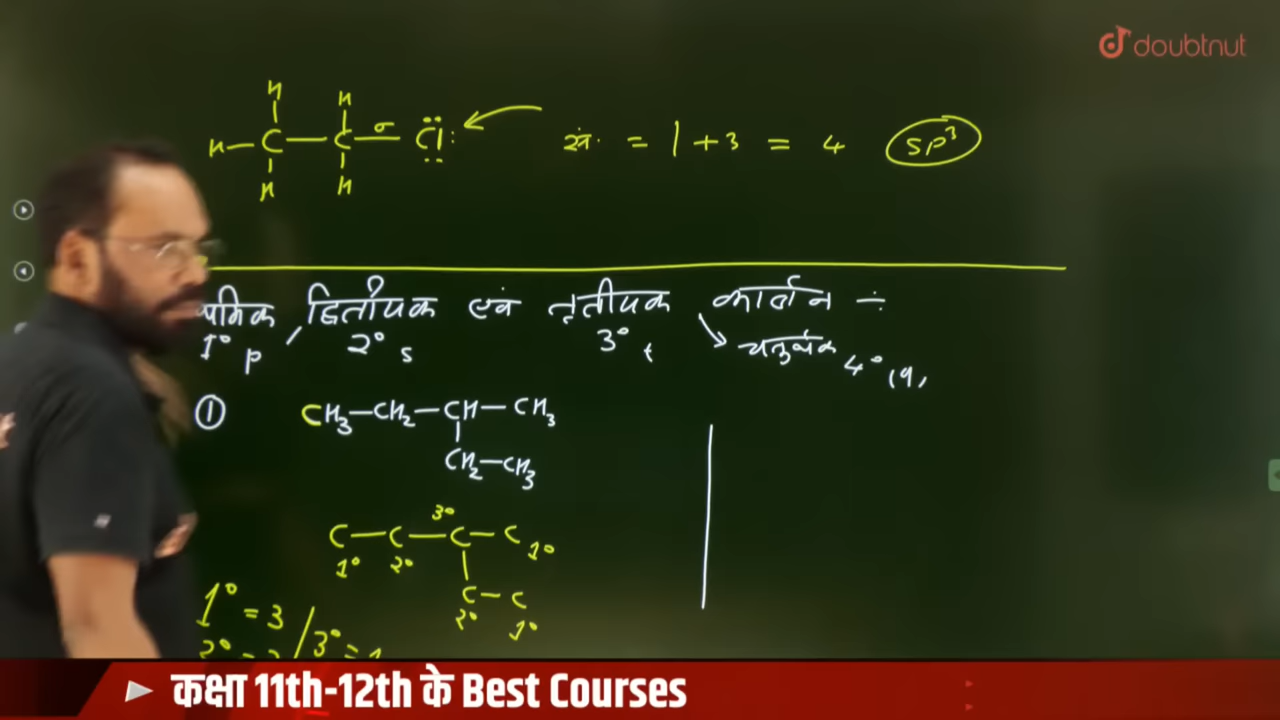 doubtnut
H H
H—C—C—σ—Cl: सं. = 1+3 = 4 sp³
H H
थमिक, द्वितीयक एवं तृतीयक कार्बन ÷
1° p 2° s 3° t चतुर्थक 4° (q)
① CH₃—CH₂—CH—CH₃
CH₂—CH₃
3°
C—C—C—C 1°
1° 2°
C—C
2° 1°
1° = 3 / 3° = 1
कक्षा 11th-12th के Best Courses